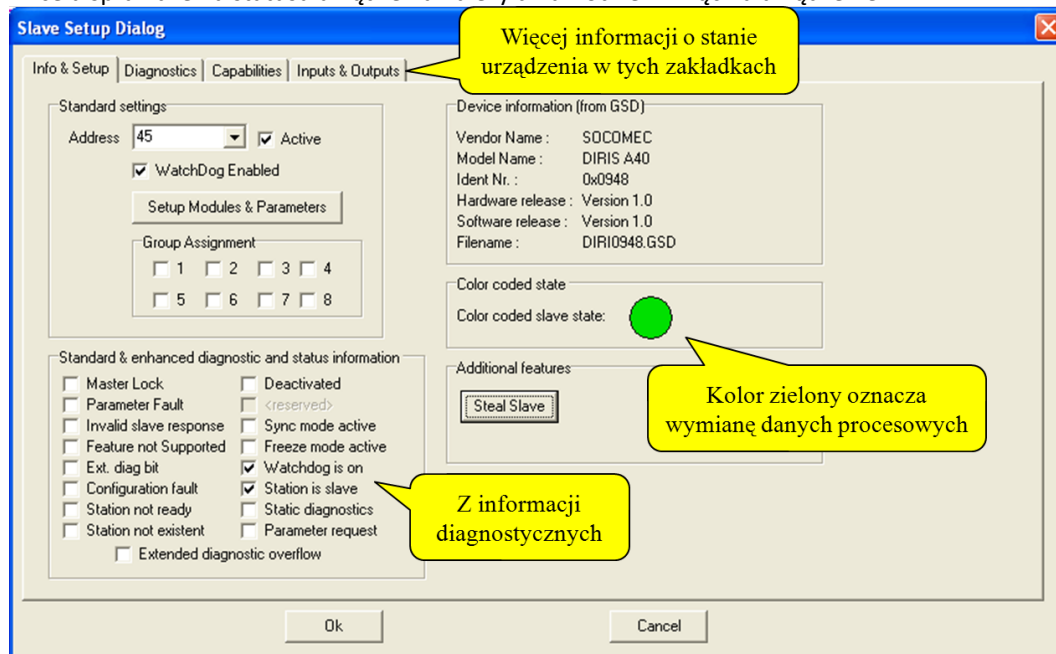 Slave Setup Dialog
Więcej informacji o stanie
urządzenia w tych zakładkach
Info & Setup
Diagnostics
Capabilities
Inputs & Outputs
Standard settings
Address 45 Active
WatchDog Enabled
Setup Modules & Parameters
Group Assignment
1 2 3 4
5 6 7 8
Device information (from GSD)
Vendor Name : SOCOMEC
Model Name : DIRIS A40
Ident Nr. : 0x0948
Hardware release : Version 1.0
Software release : Version 1.0
Filename : DIRI0948.GSD
Color coded state
Color coded slave state:
Kolor zielony oznacza
wymianę danych procesowych
Standard & enhanced diagnostic and status information
Master Lock Deactivated
Parameter Fault <reserved>
Invalid slave response Sync mode active
Feature not Supported Freeze mode active
Ext. diag bit Watchdog is on
Configuration fault Station is slave
Station not ready Static diagnostics
Station not existent Parameter request
Extended diagnostic overflow
Z informacji
diagnostycznych
Additional features
Steal Slave
Ok
Cancel